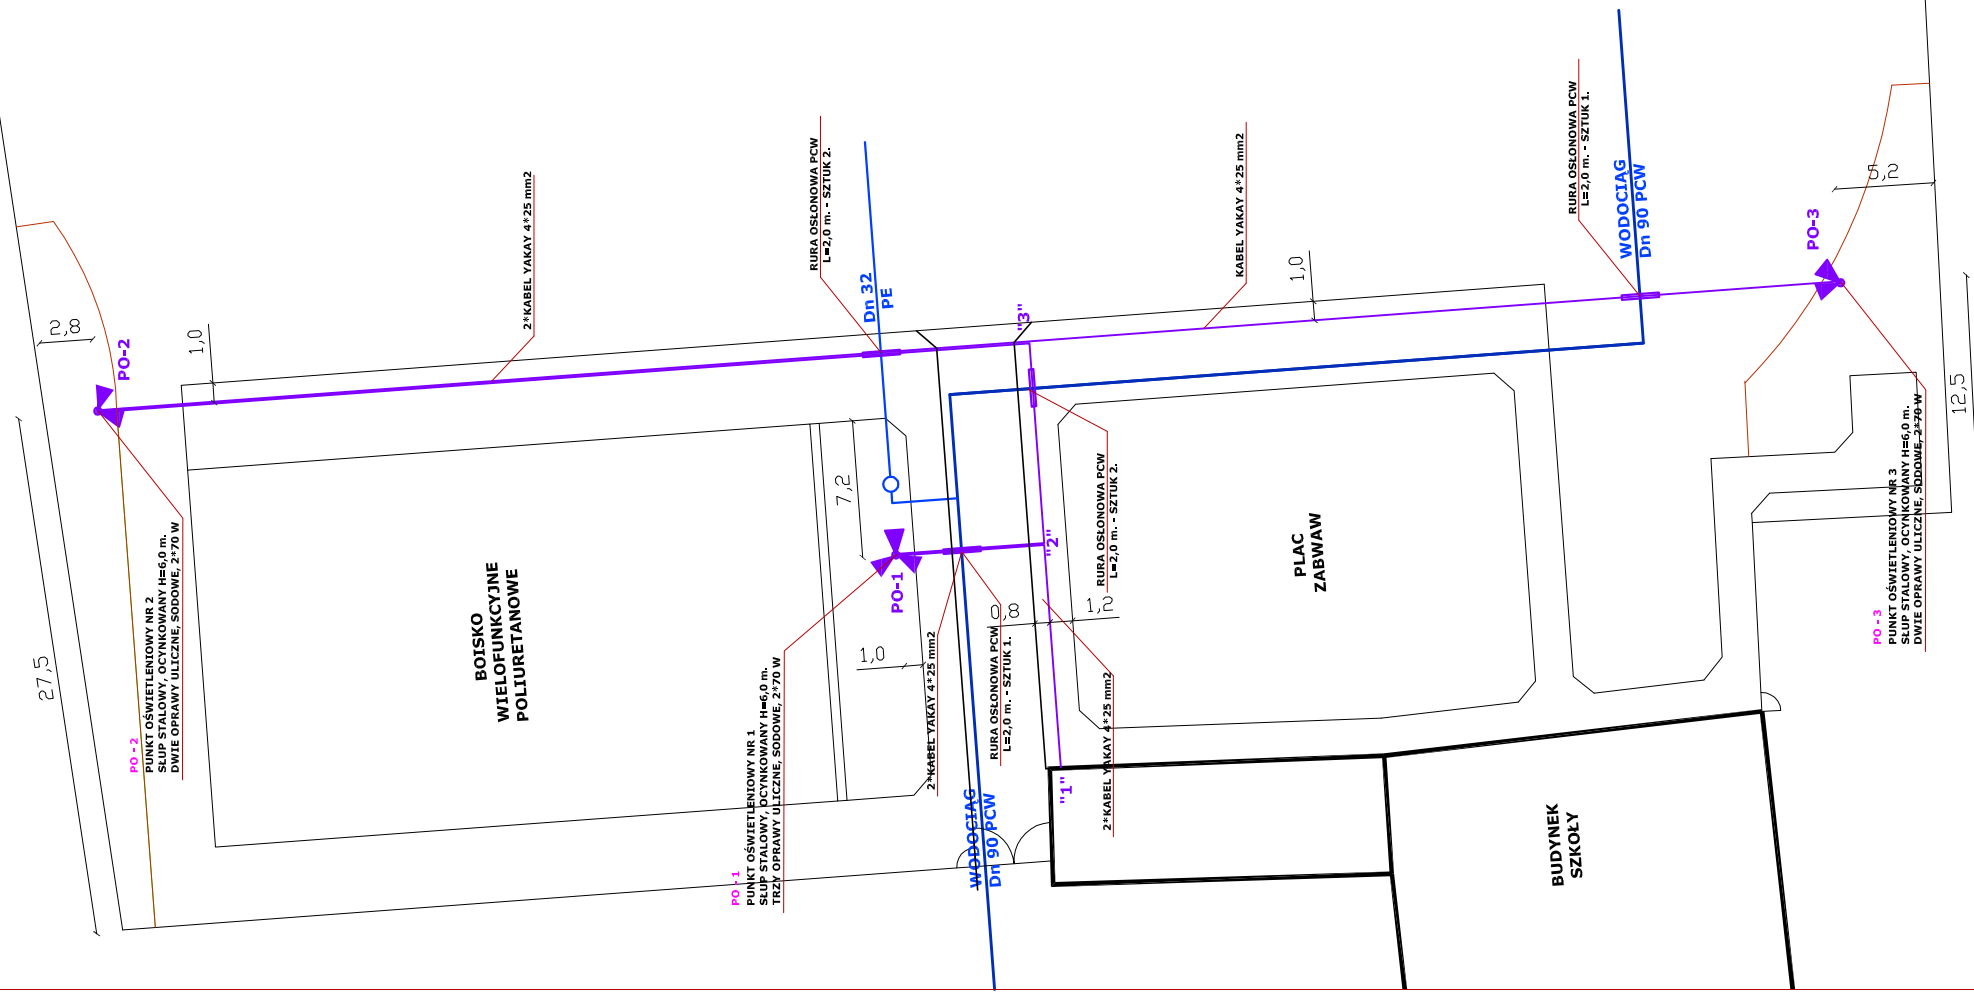 2,8
PO-2
1,0
27,5
PO - 2
PUNKT OŚWIETLENIOWY NR 2
SŁUP STALOWY, OCYNKOWANY H=6,0 m.
DWIE OPRAWY ULICZNE, SODOWE, 2*70 W
BOISKO
WIELOFUNKCYJNE
POLIURETANOWE
2*KABEL YAKAY 4*25 mm2
RURA OSŁONOWA PCW
L=2,0 m. - SZTUK 2.
Dn 32
PE
7,2
PO-1
1,0
PO - 1
PUNKT OŚWIETLENIOWY NR 1
SŁUP STALOWY, OCYNKOWANY H=6,0 m.
TRZY OPRAWY ULICZNE, SODOWE, 2*70 W
2*KABEL YAKAY 4*25 mm2
WODOCIĄG
Dn 90 PCW
RURA OSŁONOWA PCW
L=2,0 m. - SZTUK 1.
0,8
1,2
"3"
"2"
"1"
RURA OSŁONOWA PCW
L=2,0 m. - SZTUK 2.
2*KABEL YAKAY 4*25 mm2
KABEL YAKAY 4*25 mm2
1,0
PLAC
ZABWAW
BUDYNEK
SZKOŁY
RURA OSŁONOWA PCW
L=2,0 m. - SZTUK 1.
WODOCIĄG
Dn 90 PCW
PO-3
5,2
12,5
PO - 3
PUNKT OŚWIETLENIOWY NR 3
SŁUP STALOWY, OCYNKOWANY H=6,0 m.
DWIE OPRAWY ULICZNE, SODOWE, 2*70 W